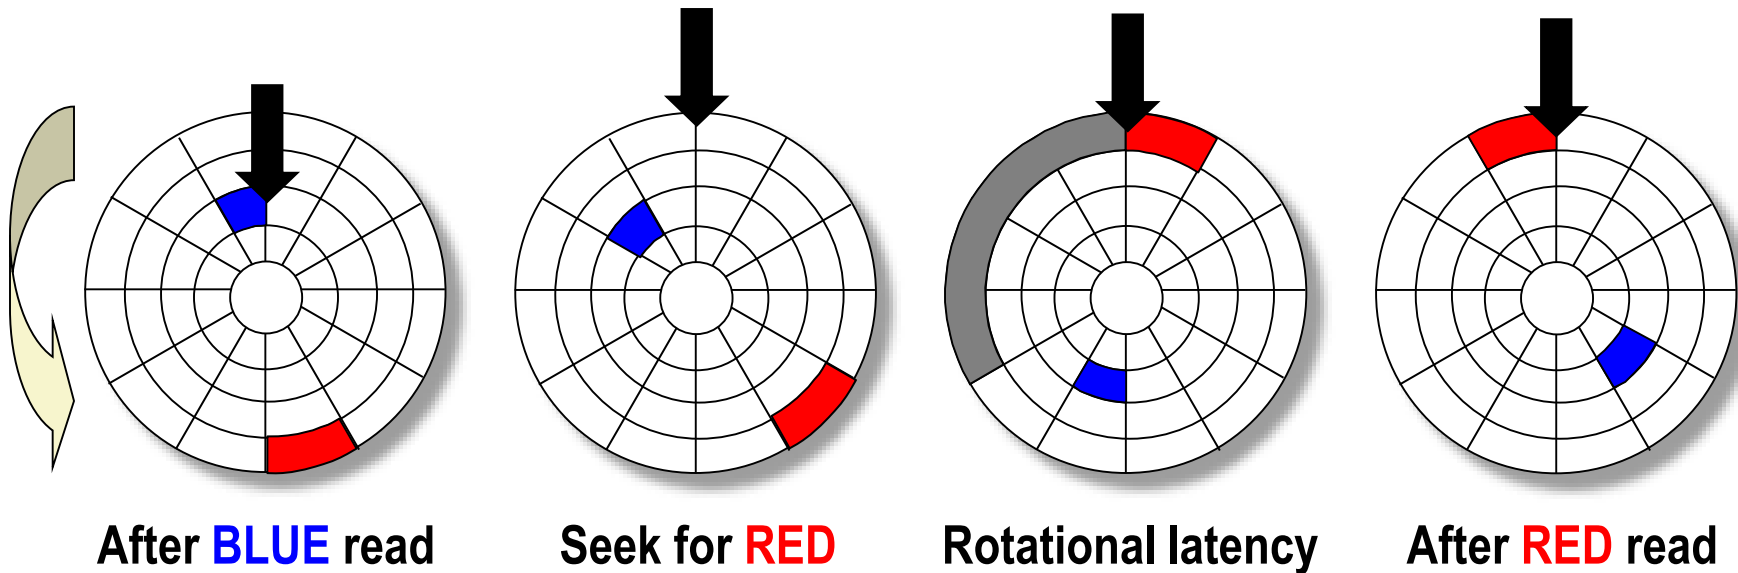 After BLUE read
Seek for RED
Rotational latency
After RED read